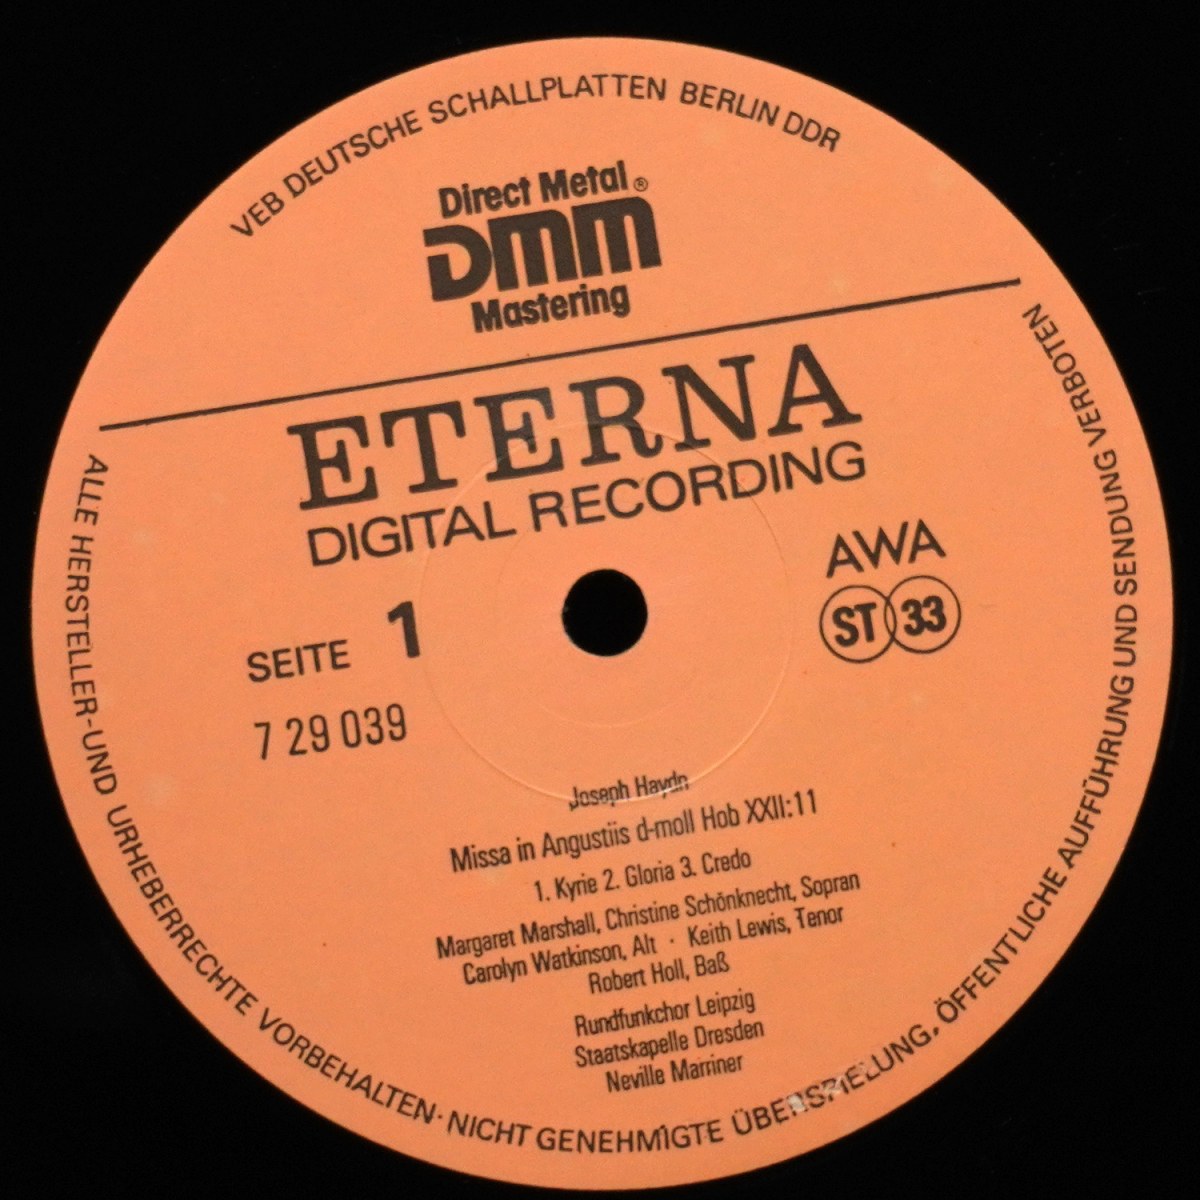 VEB DEUTSCHE SCHALLPLATTEN BERLIN DDR
Direct Metal ®
DMM
Mastering
ETERNA
DIGITAL RECORDING
AWA
SEITE 1
ST 33
7 29 039
Joseph Haydn
Missa in Angustiis d-moll Hob XXII:11
1. Kyrie 2. Gloria 3. Credo
Margaret Marshall, Christine Schönknecht, Sopran
Carolyn Watkinson, Alt · Keith Lewis, Tenor
Robert Holl, Baß
Rundfunkchor Leipzig
Staatskapelle Dresden
Neville Marriner
ALLE HERSTELLER-UND URHEBERRECHTE VORBEHALTEN· NICHT GENEHMIGTE ÜBERSPIELUNG, ÖFFENTLICHE AUFFÜHRUNG UND SENDUNG VERBOTEN